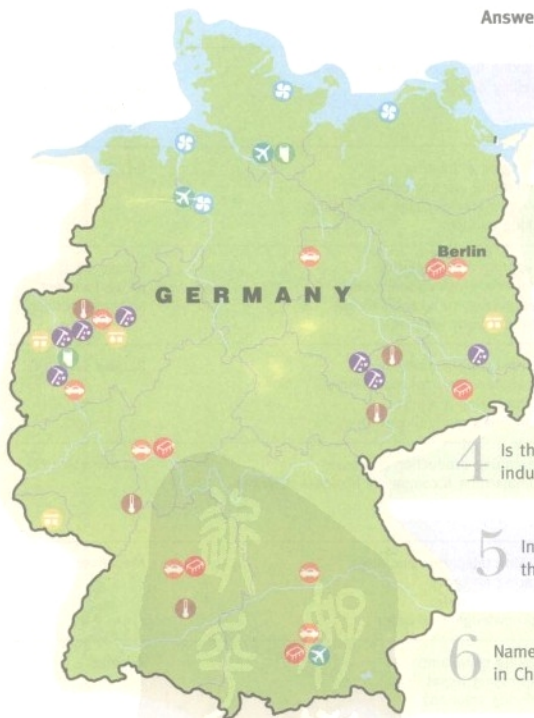 Answe
Berlin
GERMANY
4 Is th
indu
5 In
th
6 Name
in Ch